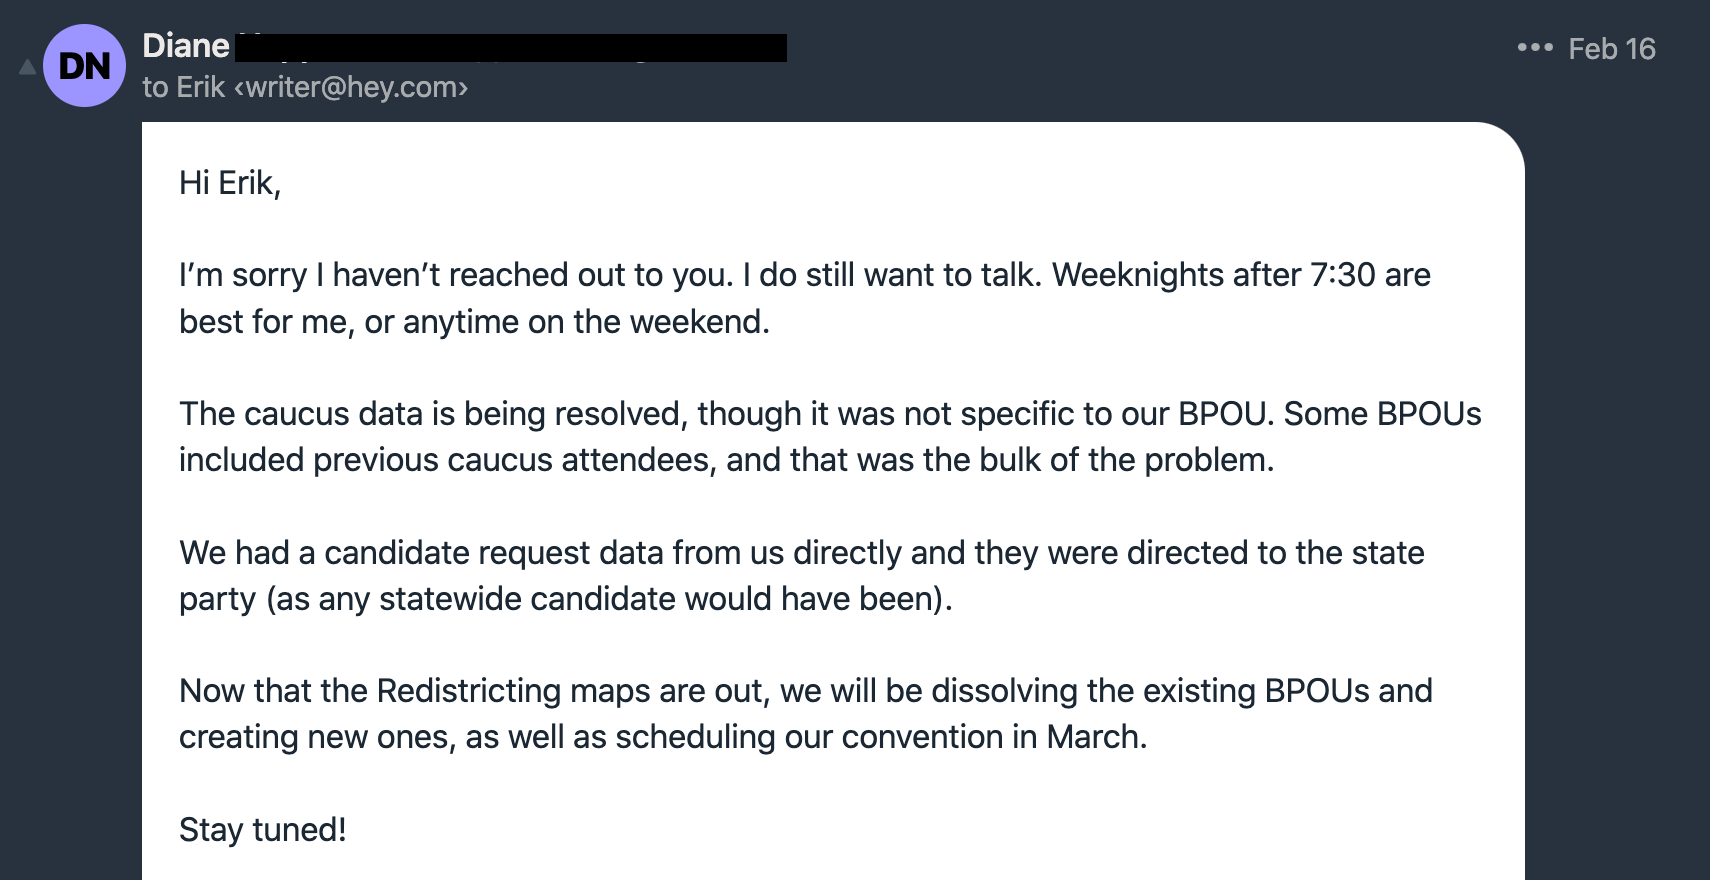 DN
Diane
••• Feb 16
to Erik <writer@hey.com>
Hi Erik,
I’m sorry I haven’t reached out to you. I do still want to talk. Weeknights after 7:30 are
best for me, or anytime on the weekend.
The caucus data is being resolved, though it was not specific to our BPOU. Some BPOUs
included previous caucus attendees, and that was the bulk of the problem.
We had a candidate request data from us directly and they were directed to the state
party (as any statewide candidate would have been).
Now that the Redistricting maps are out, we will be dissolving the existing BPOUs and
creating new ones, as well as scheduling our convention in March.
Stay tuned!